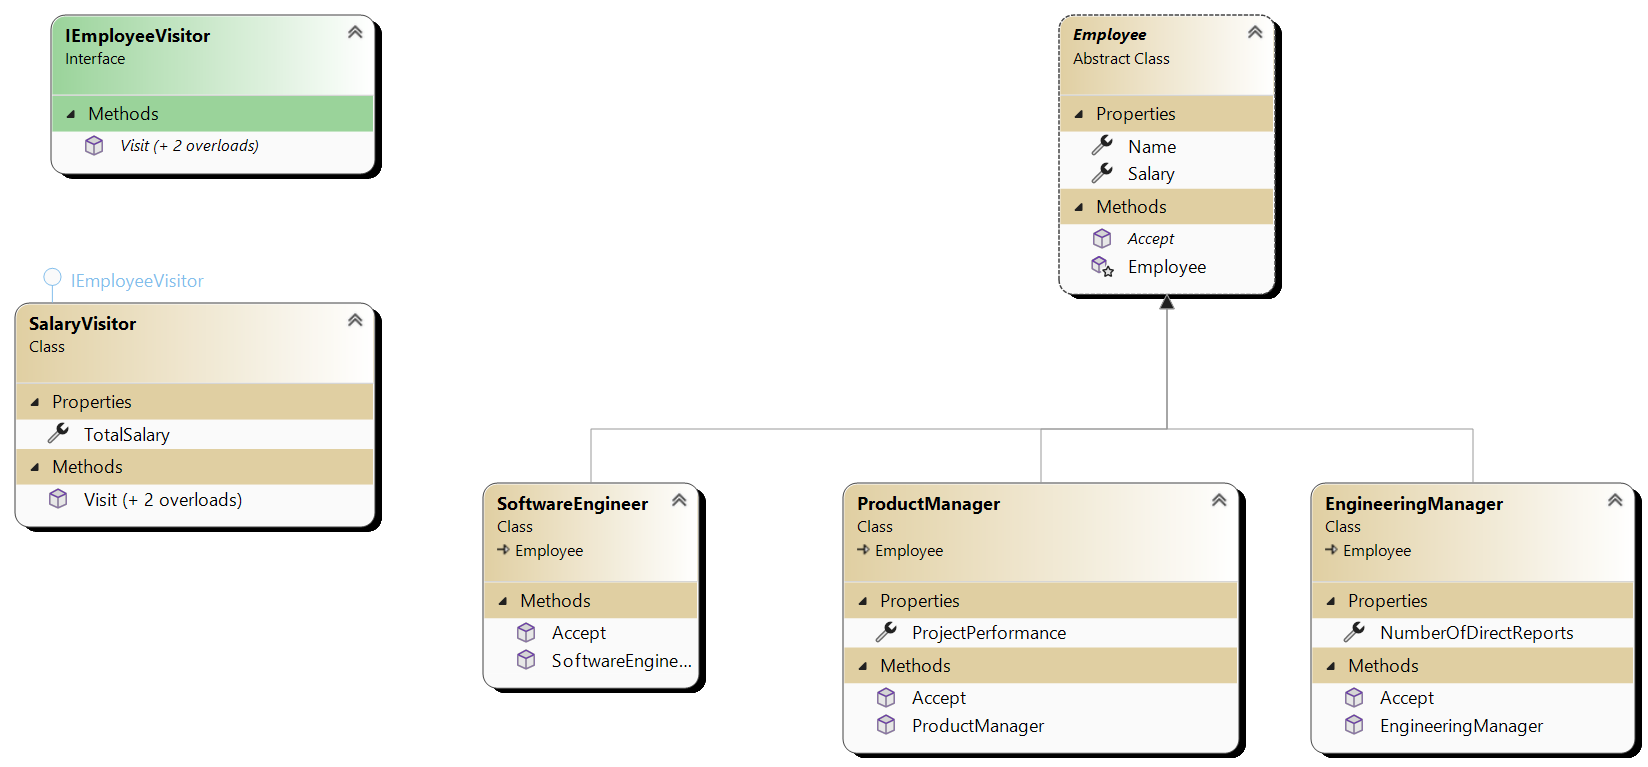 IEmployeeVisitor
Interface
Methods
Visit (+ 2 overloads)
Employee
Abstract Class
Properties
Name
Salary
Methods
Accept
Employee
IEmployeeVisitor
SalaryVisitor
Class
Properties
TotalSalary
Methods
Visit (+ 2 overloads)
SoftwareEngineer
Class
Employee
Methods
Accept
SoftwareEngine...
ProductManager
Class
Employee
Properties
ProjectPerformance
Methods
Accept
ProductManager
EngineeringManager
Class
Employee
Properties
NumberOfDirectReports
Methods
Accept
EngineeringManager